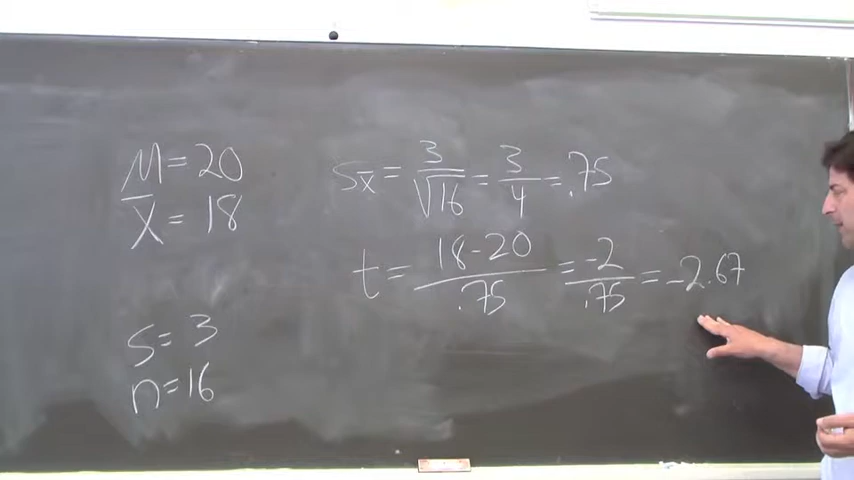 μ = 20
X̄ = 18
s = 3
n = 16
sx̄ = 3/√16 = 3/4 = .75
t = 18-20/.75 = -2/.75 = -2.67